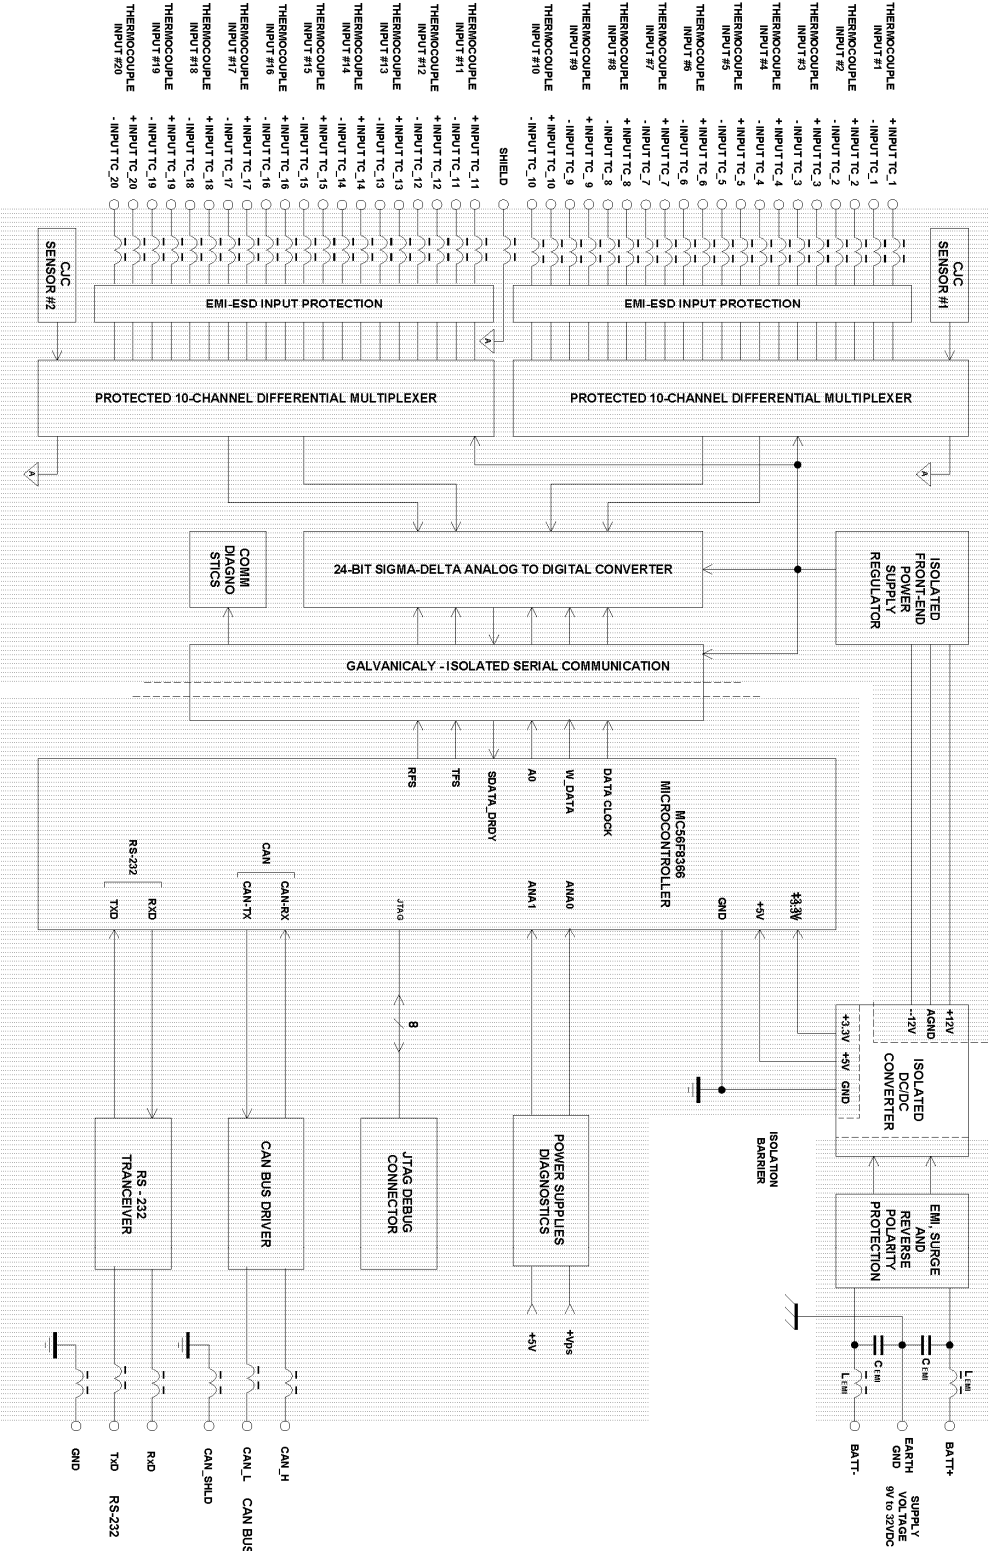 THERMOCOUPLE
INPUT #1
THERMOCOUPLE
INPUT #2
THERMOCOUPLE
INPUT #3
THERMOCOUPLE
INPUT #4
THERMOCOUPLE
INPUT #5
THERMOCOUPLE
INPUT #6
THERMOCOUPLE
INPUT #7
THERMOCOUPLE
INPUT #8
THERMOCOUPLE
INPUT #9
THERMOCOUPLE
INPUT #10
THERMOCOUPLE
INPUT #11
THERMOCOUPLE
INPUT #12
THERMOCOUPLE
INPUT #13
THERMOCOUPLE
INPUT #14
THERMOCOUPLE
INPUT #15
THERMOCOUPLE
INPUT #16
THERMOCOUPLE
INPUT #17
THERMOCOUPLE
INPUT #18
THERMOCOUPLE
INPUT #19
THERMOCOUPLE
INPUT #20
+ INPUT TC_1
- INPUT TC_1
+ INPUT TC_2
- INPUT TC_2
+ INPUT TC_3
- INPUT TC_3
+ INPUT TC_4
- INPUT TC_4
+ INPUT TC_5
- INPUT TC_5
+ INPUT TC_6
- INPUT TC_6
+ INPUT TC_7
- INPUT TC_7
+ INPUT TC_8
- INPUT TC_8
+ INPUT TC_9
- INPUT TC_9
+ INPUT TC_10
- INPUT TC_10
SHIELD
+ INPUT TC_11
- INPUT TC_11
+ INPUT TC_12
- INPUT TC_12
+ INPUT TC_13
- INPUT TC_13
+ INPUT TC_14
- INPUT TC_14
+ INPUT TC_15
- INPUT TC_15
+ INPUT TC_16
- INPUT TC_16
+ INPUT TC_17
- INPUT TC_17
+ INPUT TC_18
- INPUT TC_18
+ INPUT TC_19
- INPUT TC_19
+ INPUT TC_20
- INPUT TC_20
CJC
SENSOR #1
EMI-ESD INPUT PROTECTION
EMI-ESD INPUT PROTECTION
CJC
SENSOR #2
A
PROTECTED 10-CHANNEL DIFFERENTIAL MULTIPLEXER
PROTECTED 10-CHANNEL DIFFERENTIAL MULTIPLEXER
A
A
ISOLATED
FRONT-END
POWER
SUPPLY
REGULATOR
24-BIT SIGMA-DELTA ANALOG TO DIGITAL CONVERTER
COMM
DIAGNO
STICS
GALVANICALY - ISOLATED SERIAL COMMUNICATION
DATA CLOCK
W_DATA
A0
SDATA_DRDY
TFS
RFS
MC56F8366
MICROCONTROLLER
+3.3V
+5V
GND
ANA0
ANA1
JTAG
CAN
CAN-RX
CAN-TX
RS-232
RXD
TXD
8
+12V
AGND
--12V
ISOLATED
DC/DC
CONVERTER
+3.3V
+5V
GND
ISOLATION
BARRIER
EMI, SURGE
AND
REVERSE
POLARITY
PROTECTION
POWER SUPPLIES
DIAGNOSTICS
JTAG DEBUG
CONNECTOR
CAN BUS DRIVER
RS - 232
TRANCEIVER
+Vps
+5V
L EMI
C EMI
C EMI
L EMI
BATT+
EARTH
GND
BATT-
SUPPLY
VOLTAGE
9V to 32VDC
CAN_H
CAN_L
CAN_SHLD
CAN BUS
RxD
TxD
GND
RS-232